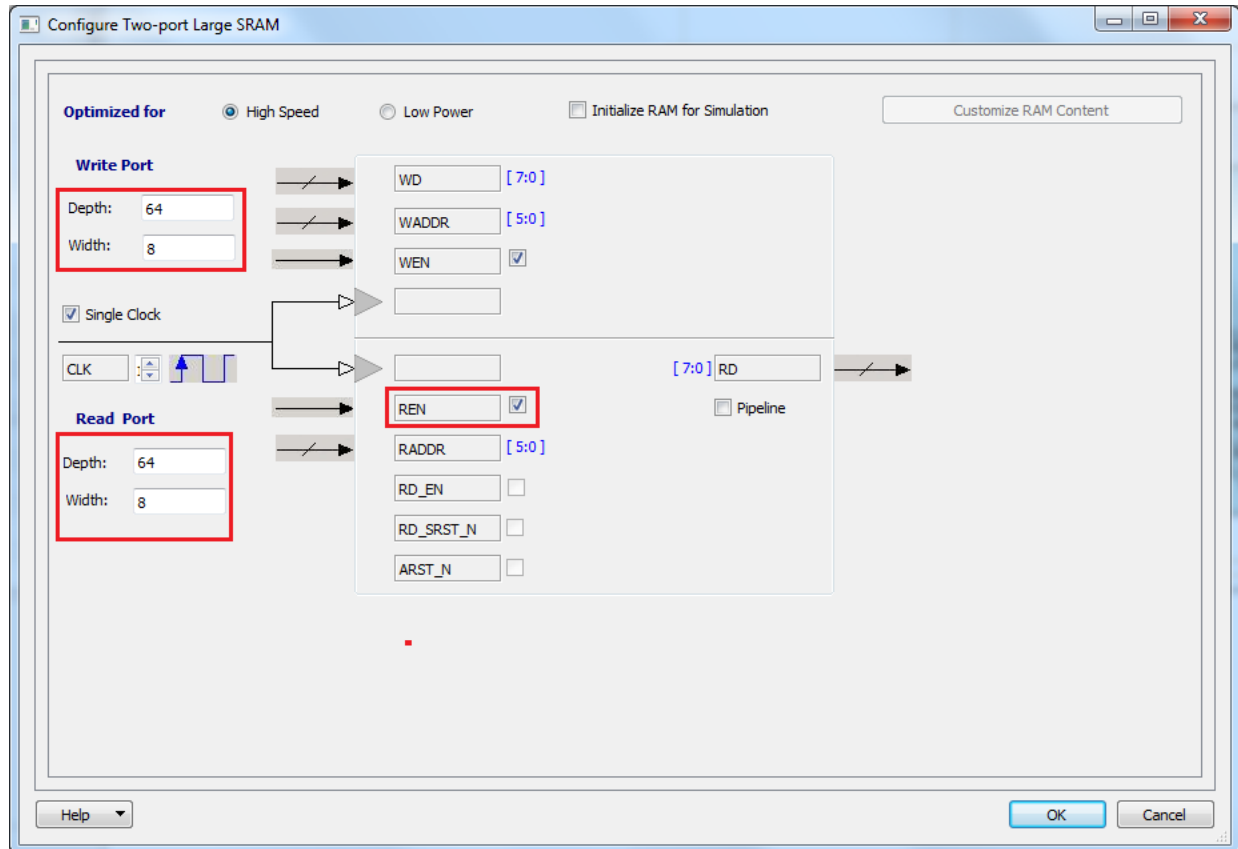 Configure Two-port Large SRAM
Optimized for High Speed Low Power Initialize RAM for Simulation Customize RAM Content
Write Port
WD [ 7:0 ]
Depth: 64
WADDR [ 5:0 ]
Width: 8
WEN
Single Clock
CLK
[ 7:0 ] RD
REN
Pipeline
Read Port
RADDR [ 5:0 ]
Depth: 64
RD_EN
Width: 8
RD_SRST_N
ARST_N
Help OK Cancel